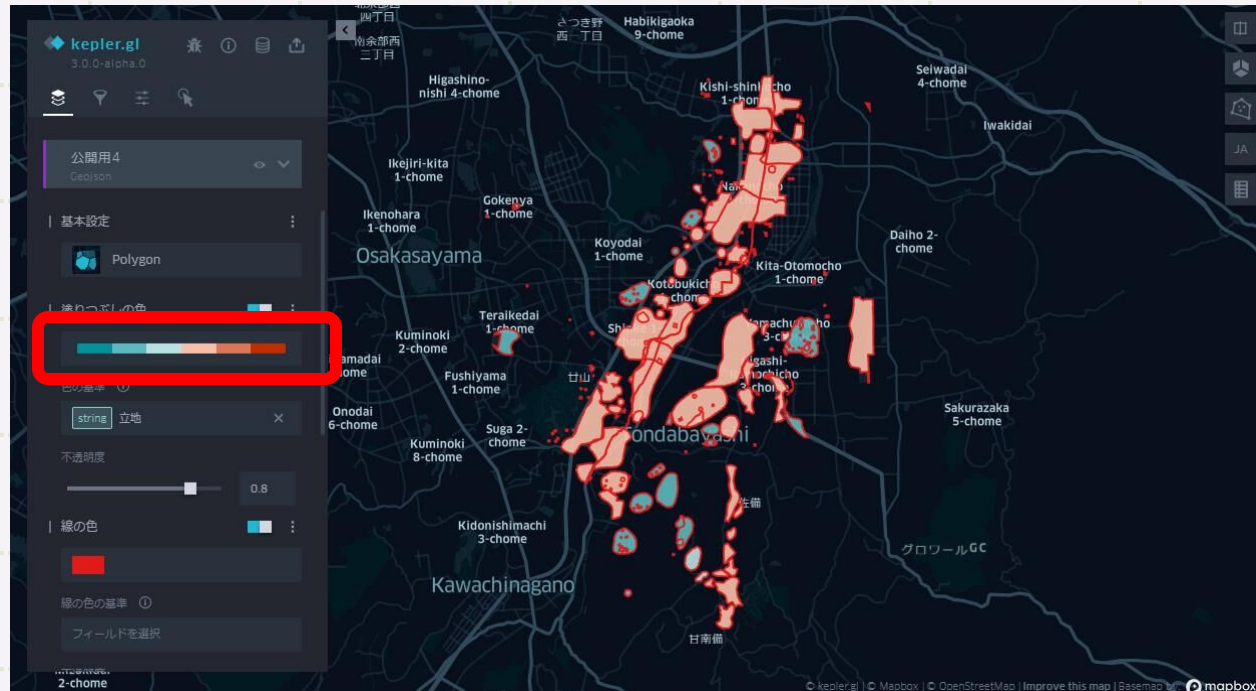 kepler.gl
3.0.0-alpha.0
公開用4
Geojson
基本設定
Polygon
塗りつぶしの色
色の基準
string 立地
不透明度
0.8
線の色
線の色の基準
フィールドを選択
2-chome
四丁目
南余部西
三丁目
さつき野
西一丁目
Habikigaoka
9-chome
Higashino-
nishi 4-chome
Kishi-shinmachi
1-chome
Seiwadai
4-chome
Iwakidai
JA
Ikejiri-kita
1-chome
Gokenya
1-chome
Ikenohara
1-chome
Osakasayama
Koyodai
1-chome
Daiho 2-
chome
Kita-Otomocho
1-chome
Teraikedai
1-chome
Kuminoki
2-chome
Fushiyama
1-chome
廿山
Onodai
6-chome
Suga 2-
chome
Kuminoki
8-chome
Tondabayashi
Sakurazaka
5-chome
佐備
Kidonishimachi
3-chome
グロワールGC
Kawachinagano
甘南備
© kepler.gl | © Mapbox | © OpenStreetMap | Improve this map | Basemap by
mapbox